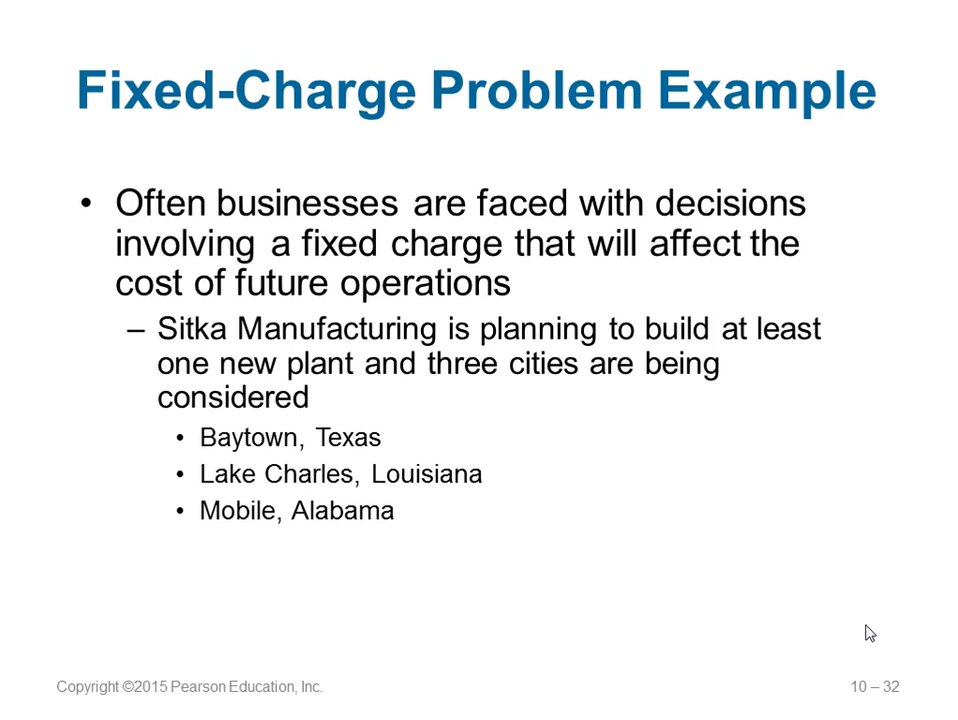 Fixed-Charge Problem Example
• Often businesses are faced with decisions
involving a fixed charge that will affect the
cost of future operations
– Sitka Manufacturing is planning to build at least
one new plant and three cities are being
considered
• Baytown, Texas
• Lake Charles, Louisiana
• Mobile, Alabama
Copyright ©2015 Pearson Education, Inc.
10 – 32